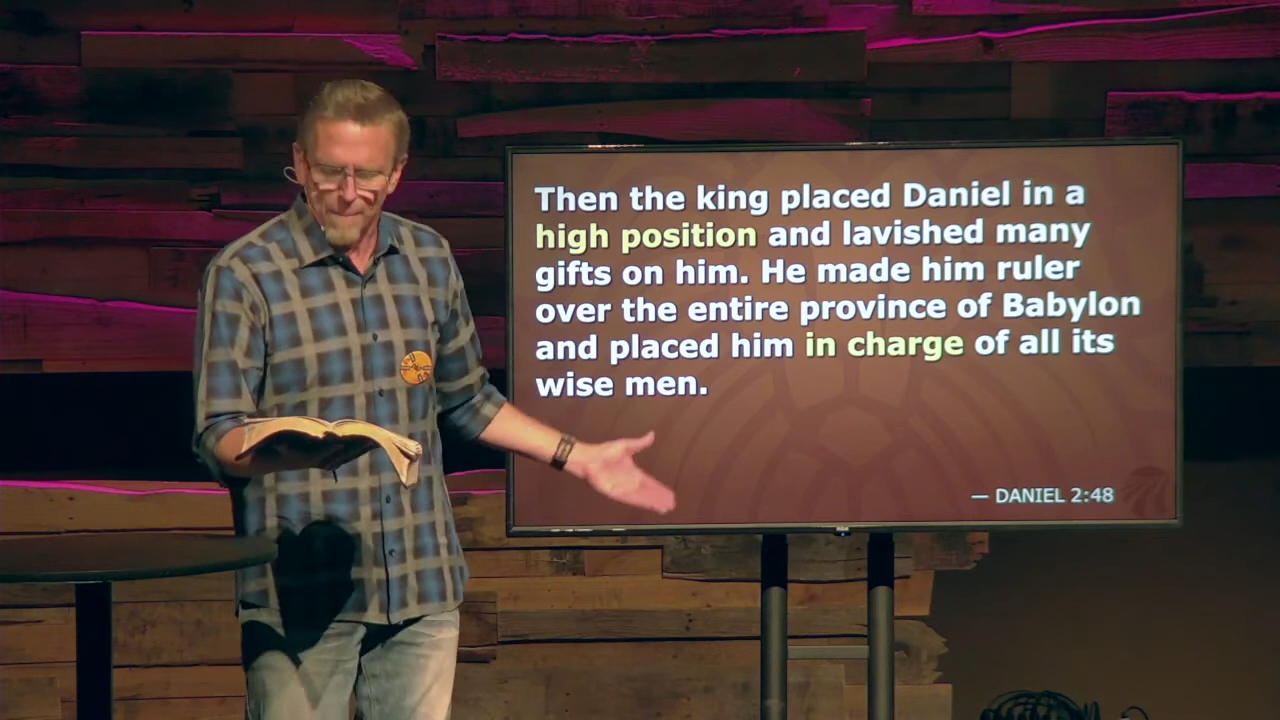 Then the king placed Daniel in a
high position and lavished many
gifts on him. He made him ruler
over the entire province of Babylon
and placed him in charge of all its
wise men.
— DANIEL 2:48